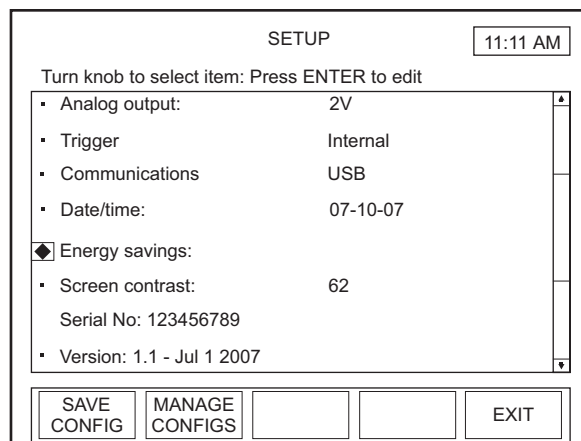 SETUP
11:11 AM
Turn knob to select item: Press ENTER to edit
▪ Analog output: 2V
▪ Trigger Internal
▪ Communications USB
▪ Date/time: 07-10-07
Energy savings:
▪ Screen contrast: 62
Serial No: 123456789
▪ Version: 1.1 - Jul 1 2007
SAVE CONFIG
MANAGE CONFIGS
EXIT